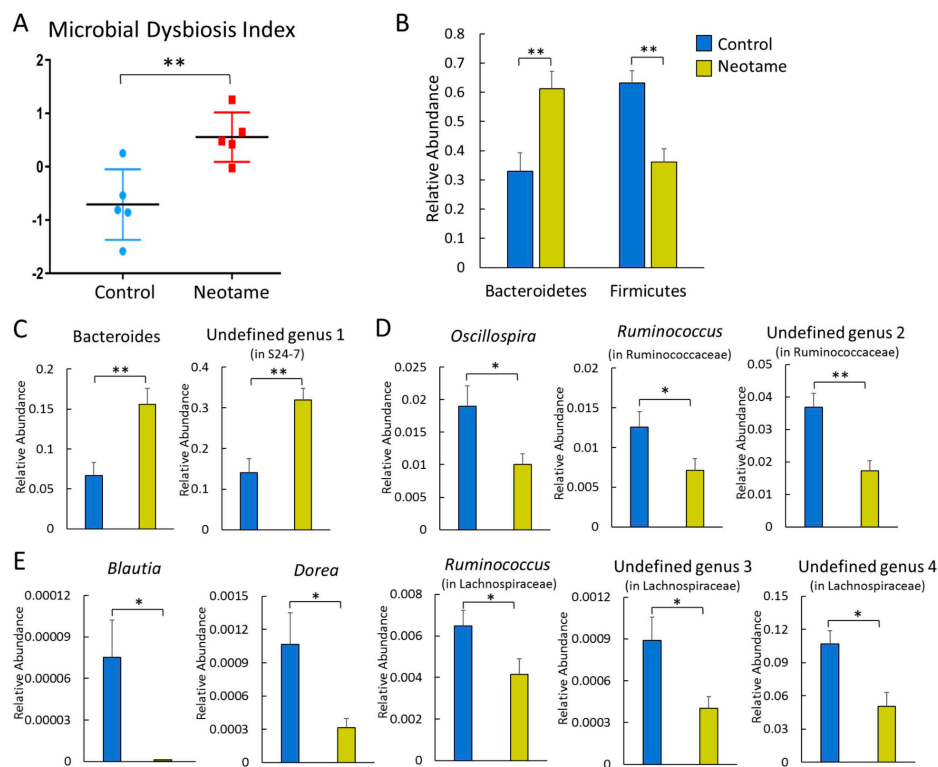 A
Microbial Dysbiosis Index
2
1
0
-1
-2
**
Control
Neotame
B
Relative Abundance
0.8
0.7
0.6
0.5
0.4
0.3
0.2
0.1
0
**
**
Bacteroidetes
Firmicutes
Control
Neotame
C
Bacteroides
Relative Abundance
0.2
0.15
0.1
0.05
0
**
Undefined genus 1
(in S24-7)
Relative Abundance
0.4
0.3
0.2
0.1
0
**
D
Oscillospira
Relative Abundance
0.025
0.02
0.015
0.01
0.005
0
*
Ruminococcus
(in Ruminococcaceae)
Relative Abundance
0.02
0.015
0.01
0.005
0
*
Undefined genus 2
(in Ruminococcaceae)
Relative Abundance
0.05
0.04
0.03
0.02
0.01
0
**
E
Blautia
Relative Abundance
0.00012
0.00009
0.00006
0.00003
0
*
Dorea
Relative Abundance
0.0015
0.0012
0.0009
0.0006
0.0003
0
*
Ruminococcus
(in Lachnospiraceae)
Relative Abundance
0.008
0.006
0.004
0.002
0
*
Undefined genus 3
(in Lachnospiraceae)
Relative Abundance
0.0012
0.0009
0.0006
0.0003
0
*
Undefined genus 4
(in Lachnospiraceae)
Relative Abundance
0.15
0.12
0.09
0.06
0.03
0
*